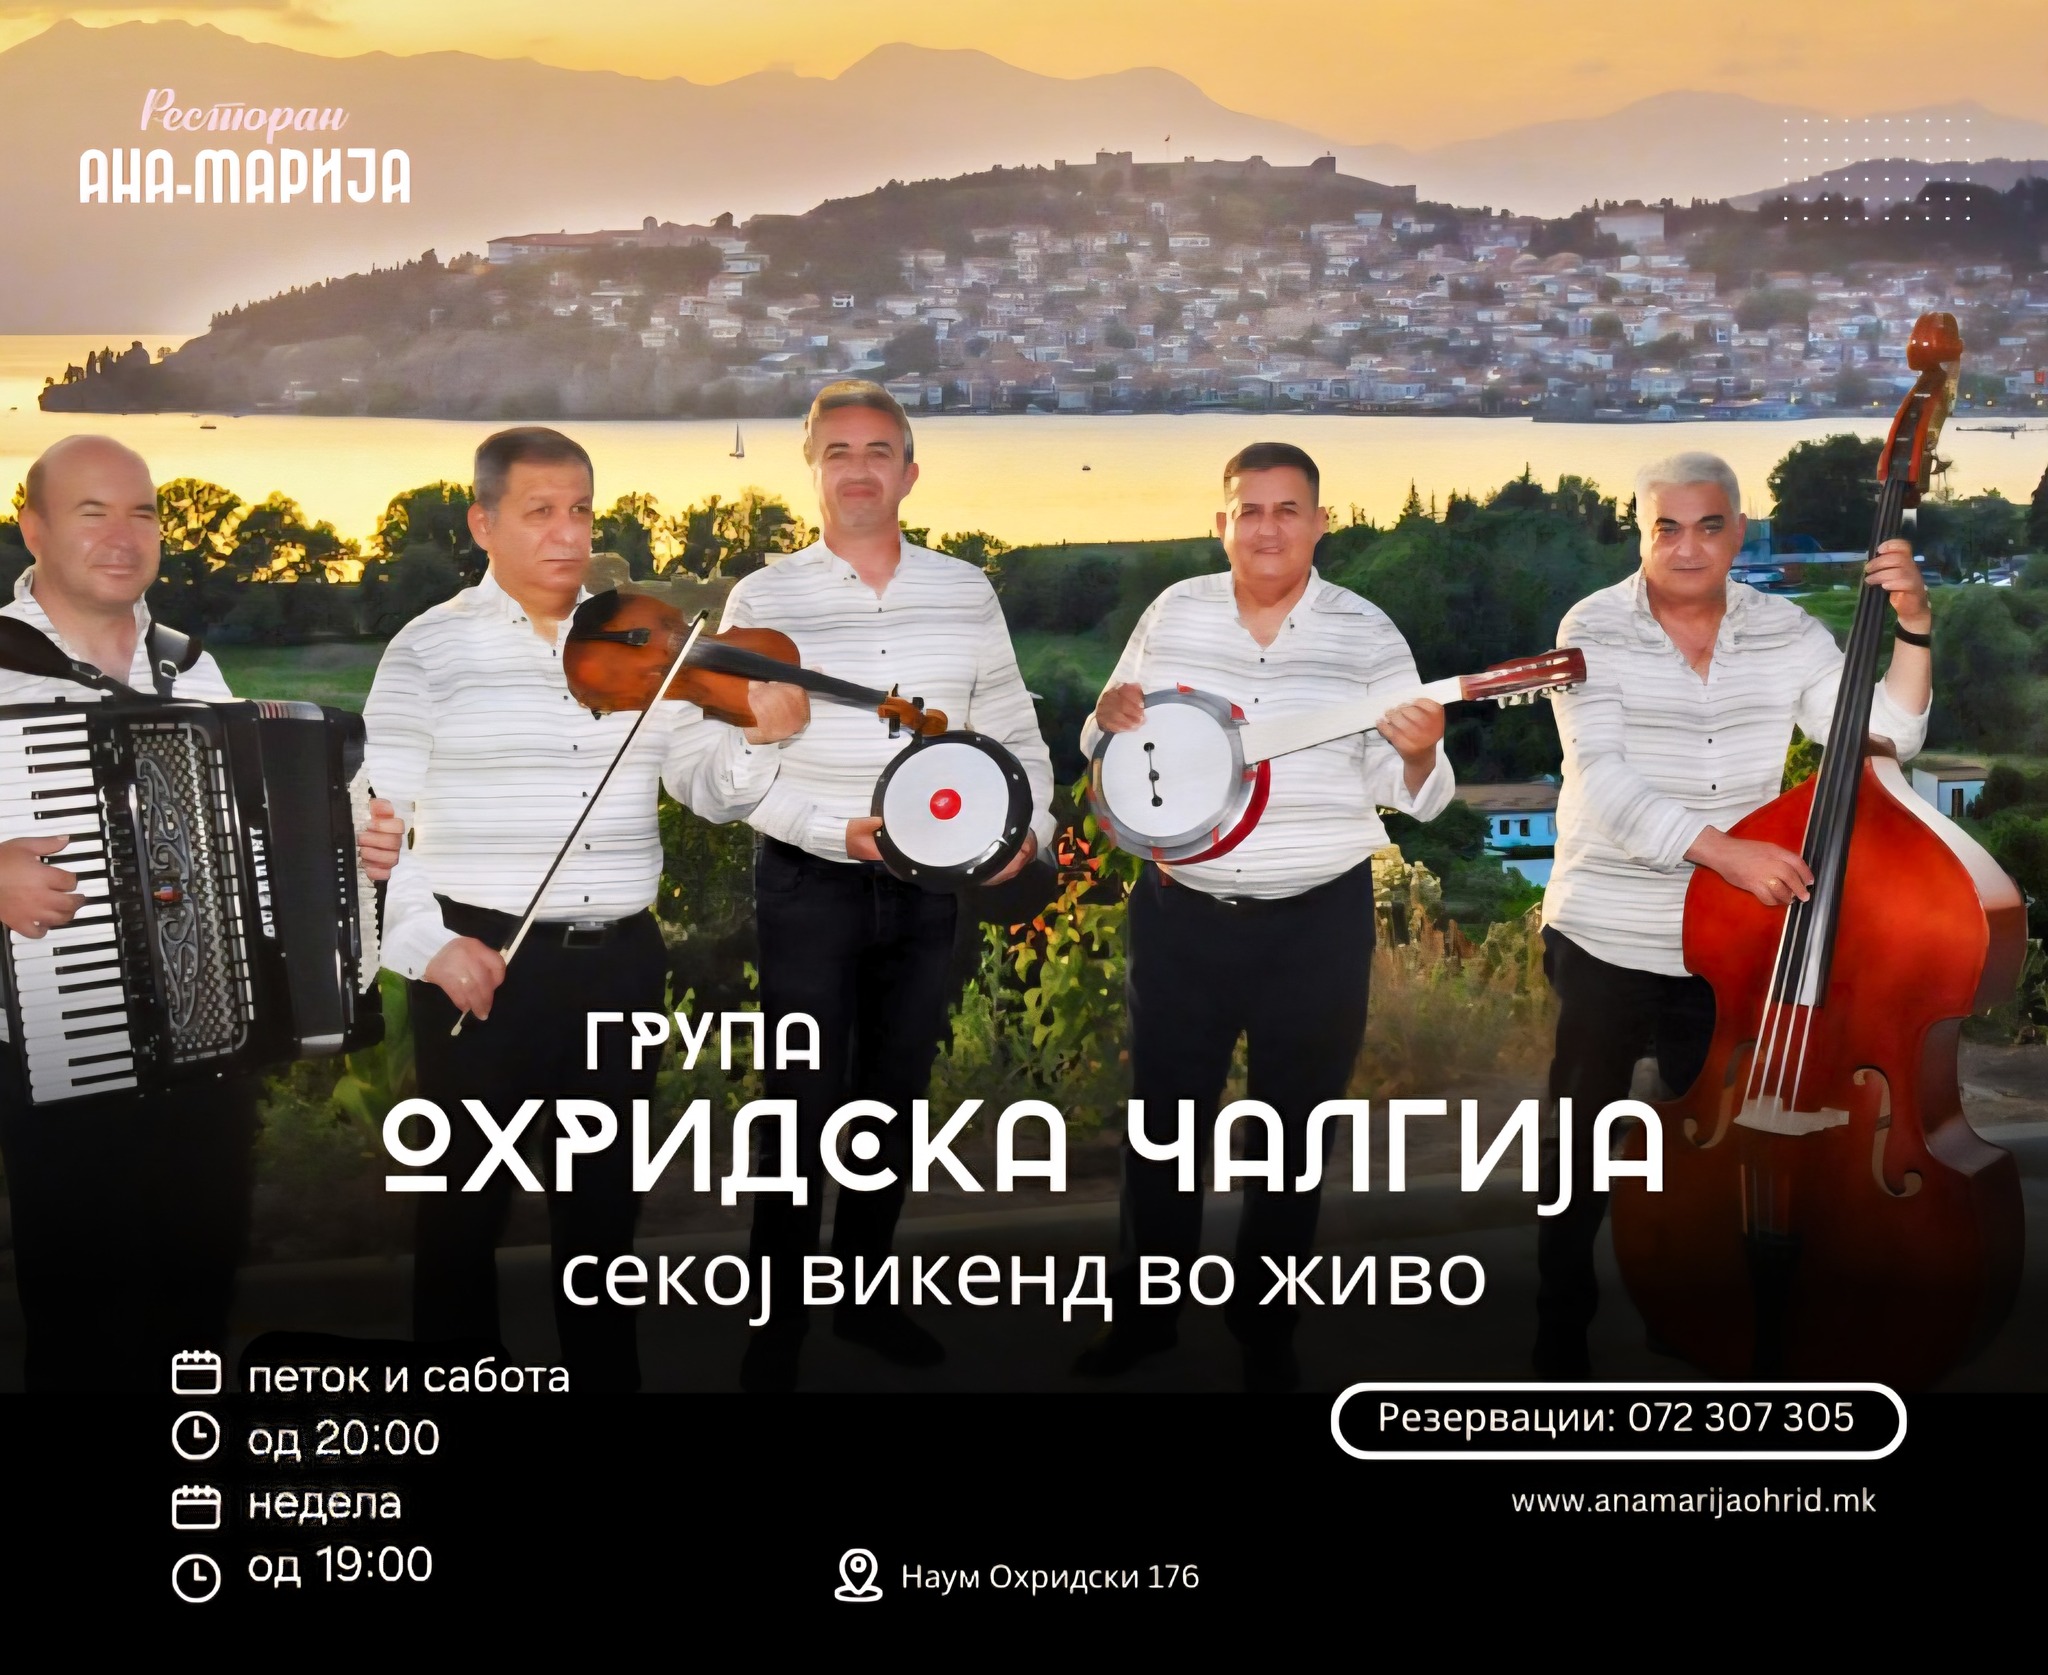 Ресторан
АНА-МАРИЈА
ГРУПА
ОХРИДСКА ЧАЛГИЈА
секој викенд во живо
петок и сабота
од 20:00
недела
од 19:00
Резервации: 072 307 305
www.anamarijaohrid.mk
Наум Охридски 176